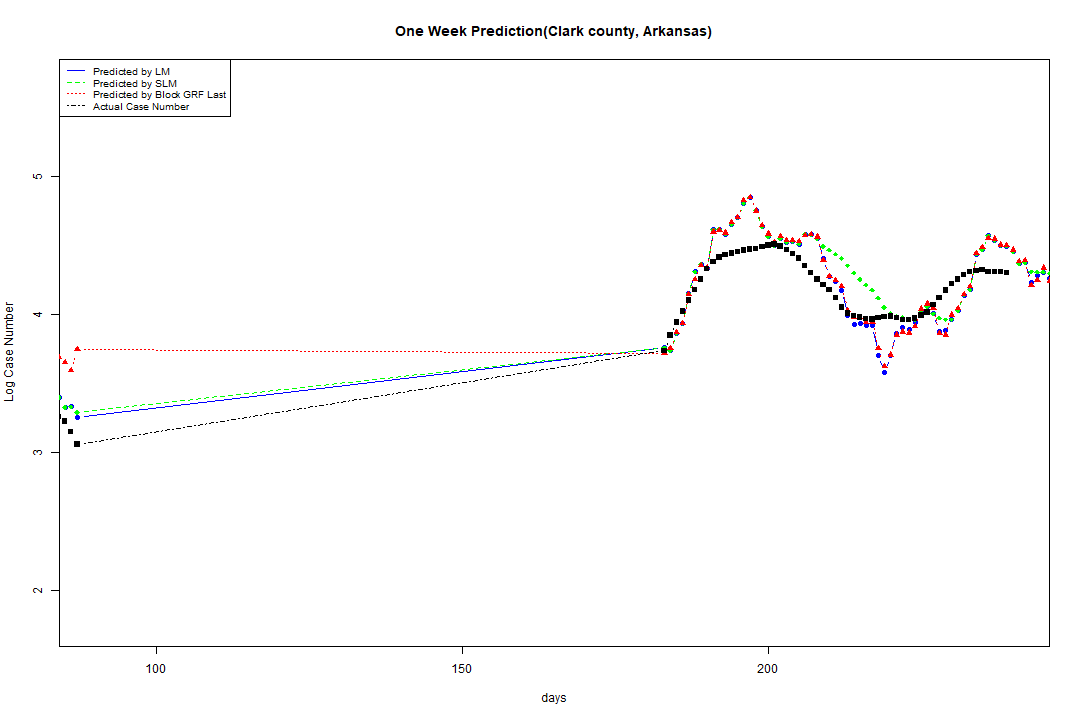 One Week Prediction(Clark county, Arkansas)
Predicted by LM
Predicted by SLM
Predicted by Block GRF Last
Actual Case Number
5
4
3
2
Log Case Number
100 150 200
days